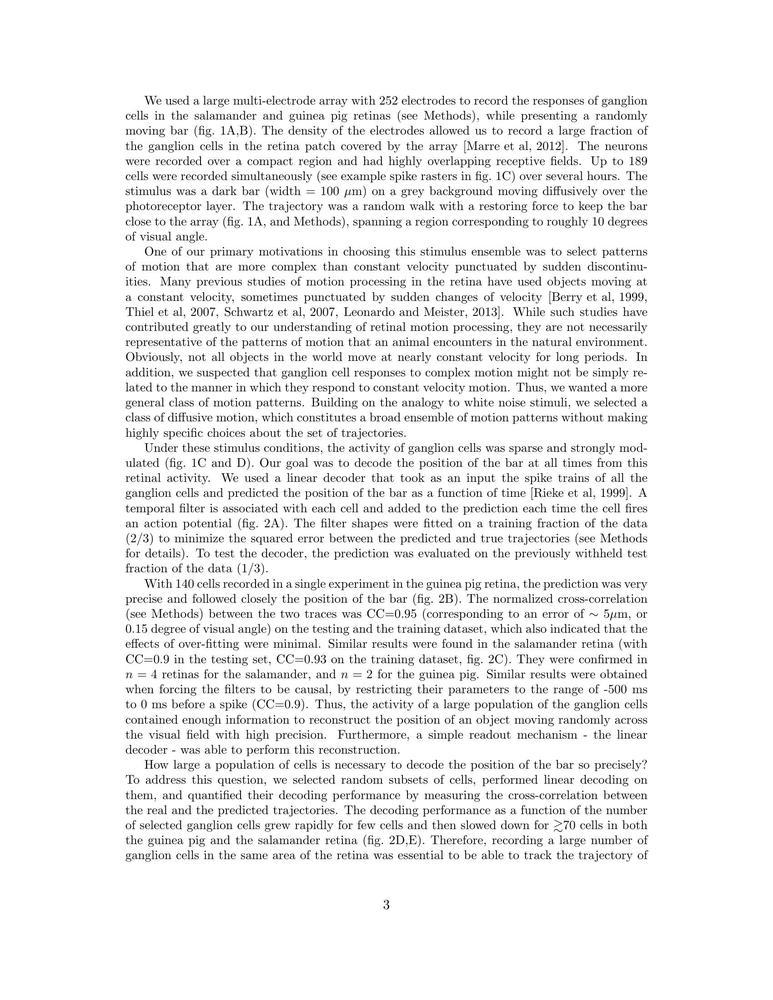 We used a large multi-electrode array with 252 electrodes to record the responses of ganglion
cells in the salamander and guinea pig retinas (see Methods), while presenting a randomly
moving bar (fig. 1A,B). The density of the electrodes allowed us to record a large fraction of
the ganglion cells in the retina patch covered by the array [Marre et al, 2012]. The neurons
were recorded over a compact region and had highly overlapping receptive fields. Up to 189
cells were recorded simultaneously (see example spike rasters in fig. 1C) over several hours. The
stimulus was a dark bar (width = 100 μm) on a grey background moving diffusively over the
photoreceptor layer. The trajectory was a random walk with a restoring force to keep the bar
close to the array (fig. 1A, and Methods), spanning a region corresponding to roughly 10 degrees
of visual angle.
One of our primary motivations in choosing this stimulus ensemble was to select patterns
of motion that are more complex than constant velocity punctuated by sudden discontinu-
ities. Many previous studies of motion processing in the retina have used objects moving at
a constant velocity, sometimes punctuated by sudden changes of velocity [Berry et al, 1999,
Thiel et al, 2007, Schwartz et al, 2007, Leonardo and Meister, 2013]. While such studies have
contributed greatly to our understanding of retinal motion processing, they are not necessarily
representative of the patterns of motion that an animal encounters in the natural environment.
Obviously, not all objects in the world move at nearly constant velocity for long periods. In
addition, we suspected that ganglion cell responses to complex motion might not be simply re-
lated to the manner in which they respond to constant velocity motion. Thus, we wanted a more
general class of motion patterns. Building on the analogy to white noise stimuli, we selected a
class of diffusive motion, which constitutes a broad ensemble of motion patterns without making
highly specific choices about the set of trajectories.
Under these stimulus conditions, the activity of ganglion cells was sparse and strongly mod-
ulated (fig. 1C and D). Our goal was to decode the position of the bar at all times from this
retinal activity. We used a linear decoder that took as an input the spike trains of all the
ganglion cells and predicted the position of the bar as a function of time [Rieke et al, 1999]. A
temporal filter is associated with each cell and added to the prediction each time the cell fires
an action potential (fig. 2A). The filter shapes were fitted on a training fraction of the data
(2/3) to minimize the squared error between the predicted and true trajectories (see Methods
for details). To test the decoder, the prediction was evaluated on the previously withheld test
fraction of the data (1/3).
With 140 cells recorded in a single experiment in the guinea pig retina, the prediction was very
precise and followed closely the position of the bar (fig. 2B). The normalized cross-correlation
(see Methods) between the two traces was CC=0.95 (corresponding to an error of ∼ 5μm, or
0.15 degree of visual angle) on the testing and the training dataset, which also indicated that the
effects of over-fitting were minimal. Similar results were found in the salamander retina (with
CC=0.9 in the testing set, CC=0.93 on the training dataset, fig. 2C). They were confirmed in
n = 4 retinas for the salamander, and n = 2 for the guinea pig. Similar results were obtained
when forcing the filters to be causal, by restricting their parameters to the range of -500 ms
to 0 ms before a spike (CC=0.9). Thus, the activity of a large population of the ganglion cells
contained enough information to reconstruct the position of an object moving randomly across
the visual field with high precision. Furthermore, a simple readout mechanism - the linear
decoder - was able to perform this reconstruction.
How large a population of cells is necessary to decode the position of the bar so precisely?
To address this question, we selected random subsets of cells, performed linear decoding on
them, and quantified their decoding performance by measuring the cross-correlation between
the real and the predicted trajectories. The decoding performance as a function of the number
of selected ganglion cells grew rapidly for few cells and then slowed down for ≳70 cells in both
the guinea pig and the salamander retina (fig. 2D,E). Therefore, recording a large number of
ganglion cells in the same area of the retina was essential to be able to track the trajectory of
3